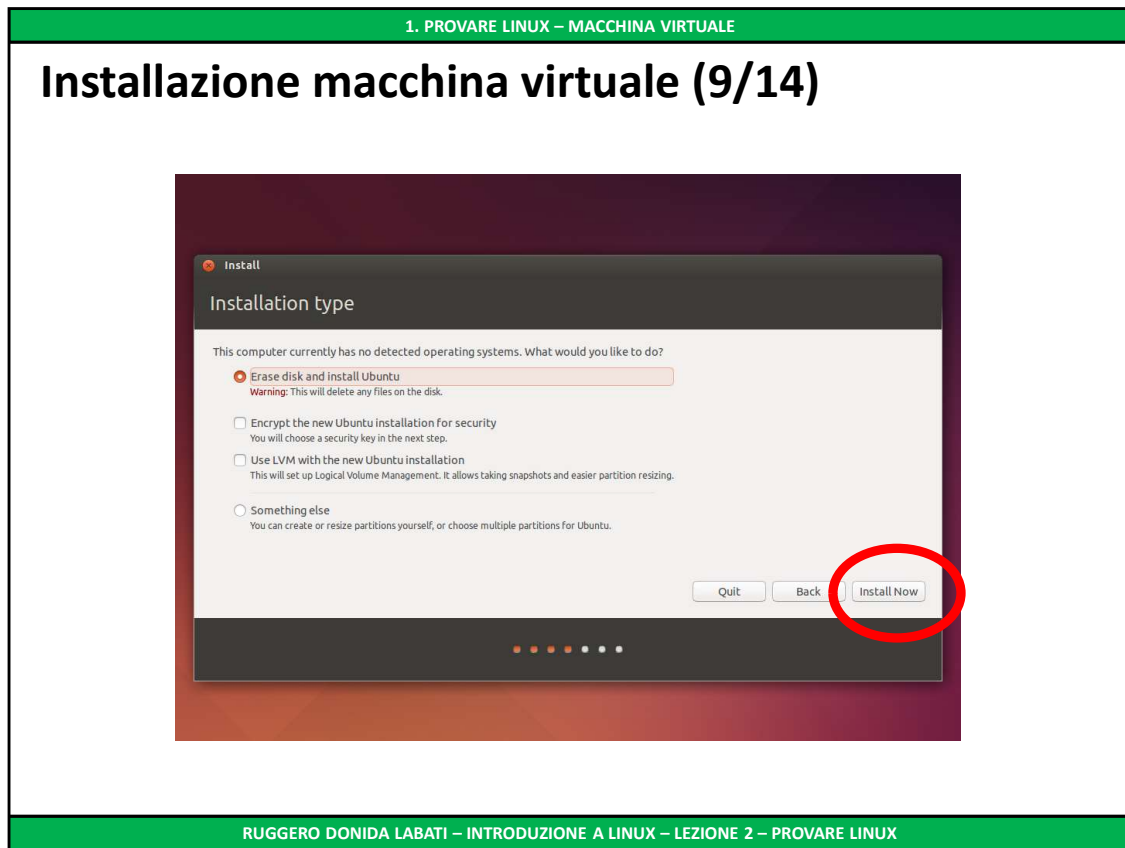 1. PROVARE LINUX – MACCHINA VIRTUALE
Installazione macchina virtuale (9/14)
Install
Installation type
This computer currently has no detected operating systems. What would you like to do?
Erase disk and install Ubuntu
Warning: This will delete any files on the disk.
Encrypt the new Ubuntu installation for security
You will choose a security key in the next step.
Use LVM with the new Ubuntu installation
This will set up Logical Volume Management. It allows taking snapshots and easier partition resizing.
Something else
You can create or resize partitions yourself, or choose multiple partitions for Ubuntu.
Quit Back Install Now
RUGGERO DONIDA LABATI – INTRODUZIONE A LINUX – LEZIONE 2 – PROVARE LINUX